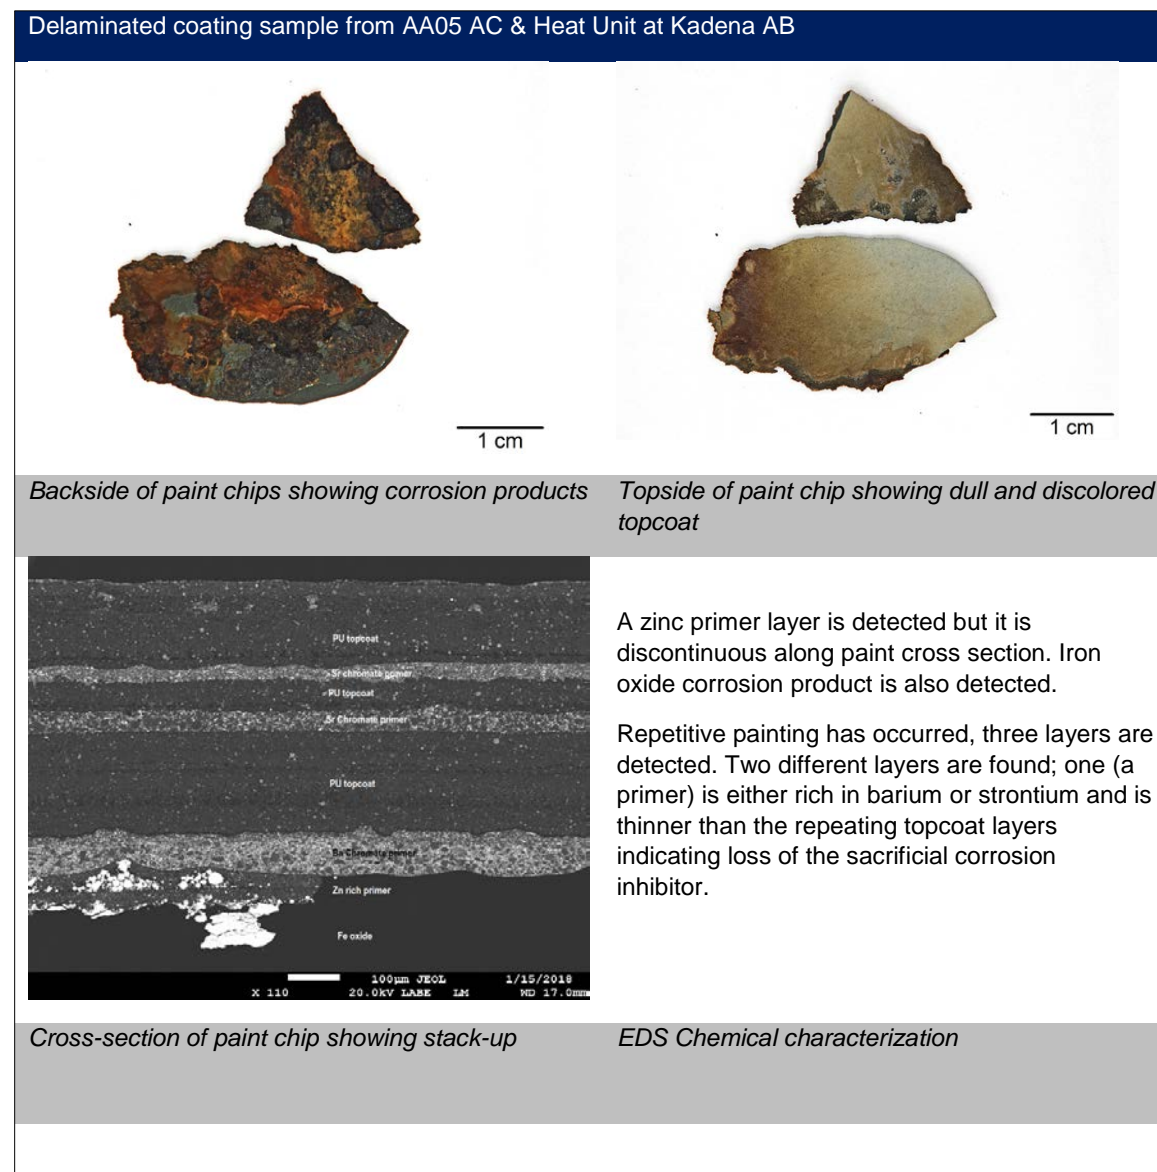 Delaminated coating sample from AA05 AC & Heat Unit at Kadena AB
1 cm
1 cm
Backside of paint chips showing corrosion products
Topside of paint chip showing dull and discolored
topcoat
PU topcoat
Sr chromate primer
PU topcoat
Sr Chromate primer
PU topcoat
Ba Chromate primer
Zn rich primer
Fe oxide
100µm JEOL 1/15/2018
X 110 20.0kV LABE LM WD 17.0mm
A zinc primer layer is detected but it is
discontinuous along paint cross section. Iron
oxide corrosion product is also detected.
Repetitive painting has occurred, three layers are
detected. Two different layers are found; one (a
primer) is either rich in barium or strontium and is
thinner than the repeating topcoat layers
indicating loss of the sacrificial corrosion
inhibitor.
Cross-section of paint chip showing stack-up
EDS Chemical characterization